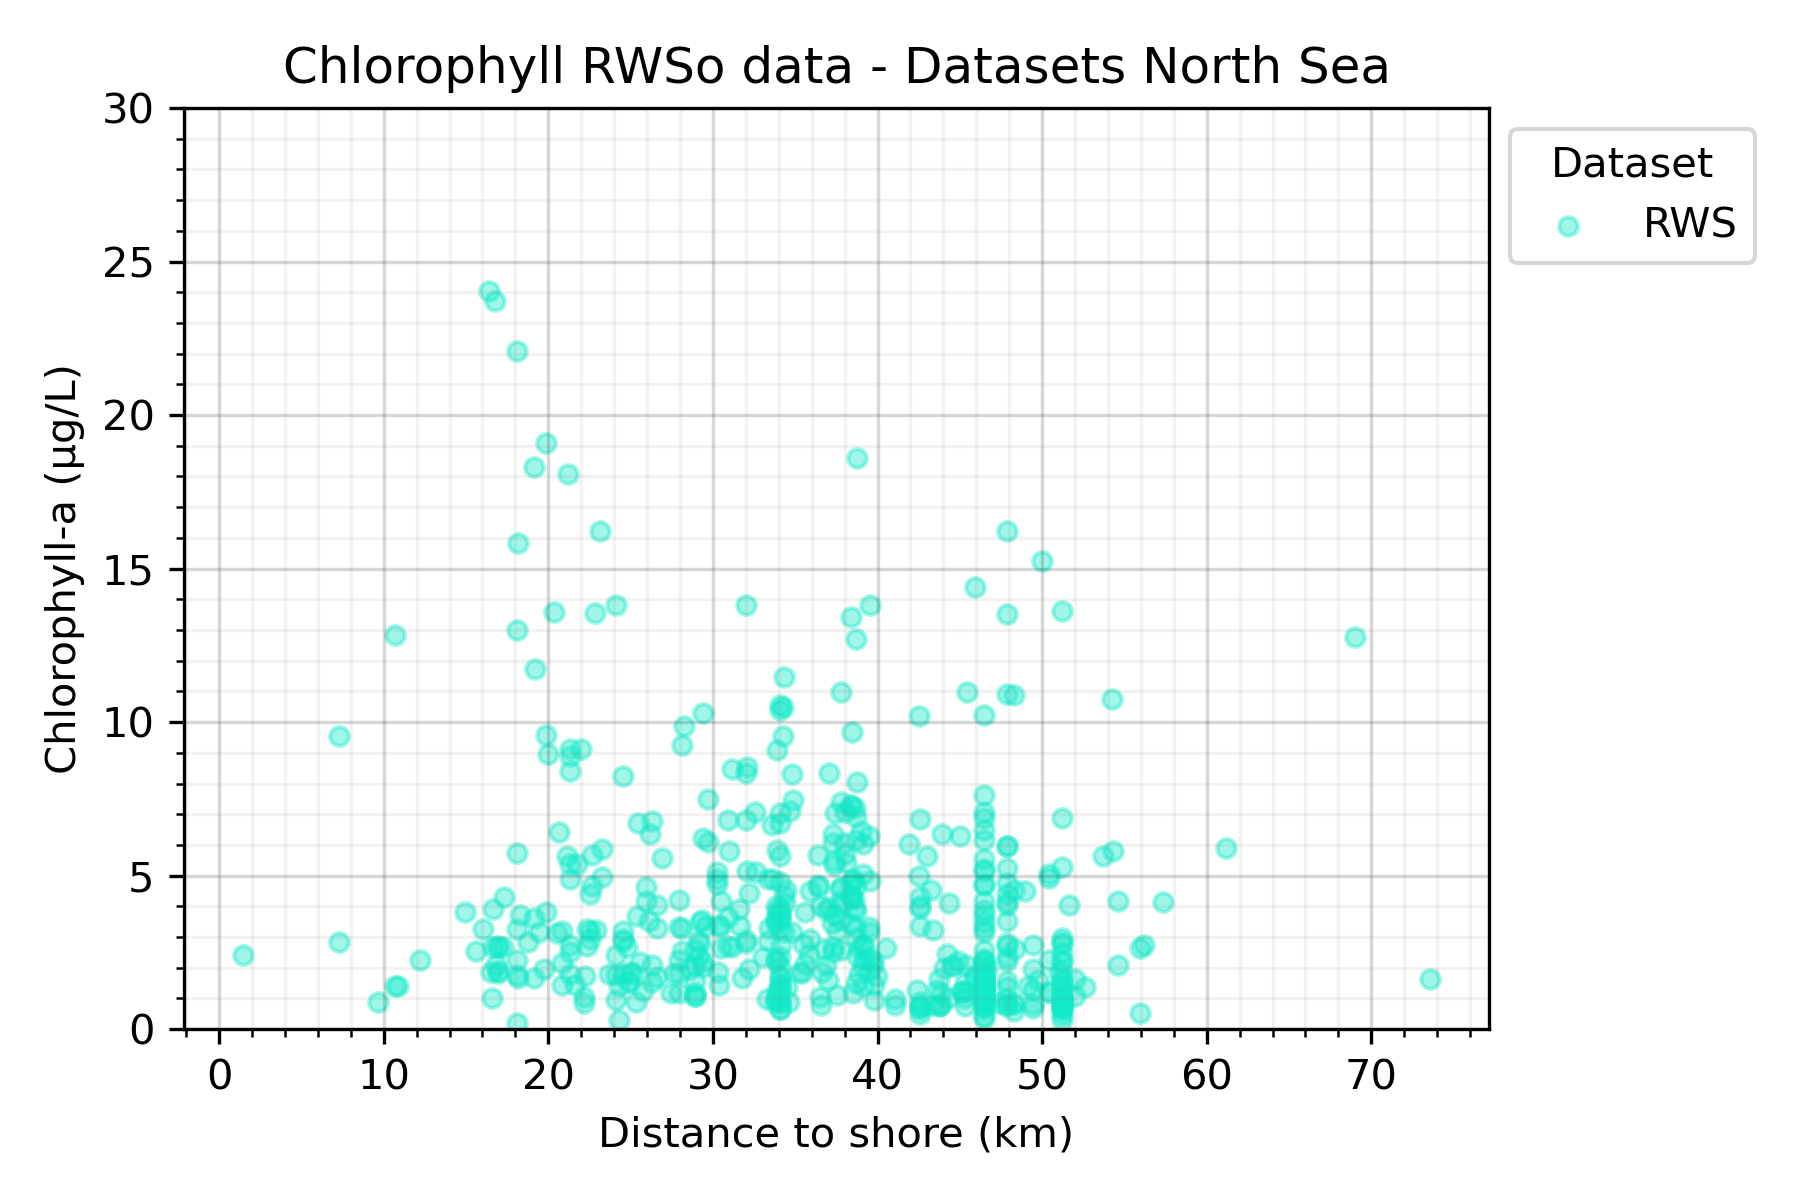 Chlorophyll RWSo data - Datasets North Sea
30
25
20
15
10
5
0
Chlorophyll-a (µg/L)
0 10 20 30 40 50 60 70
Distance to shore (km)
Dataset
RWS